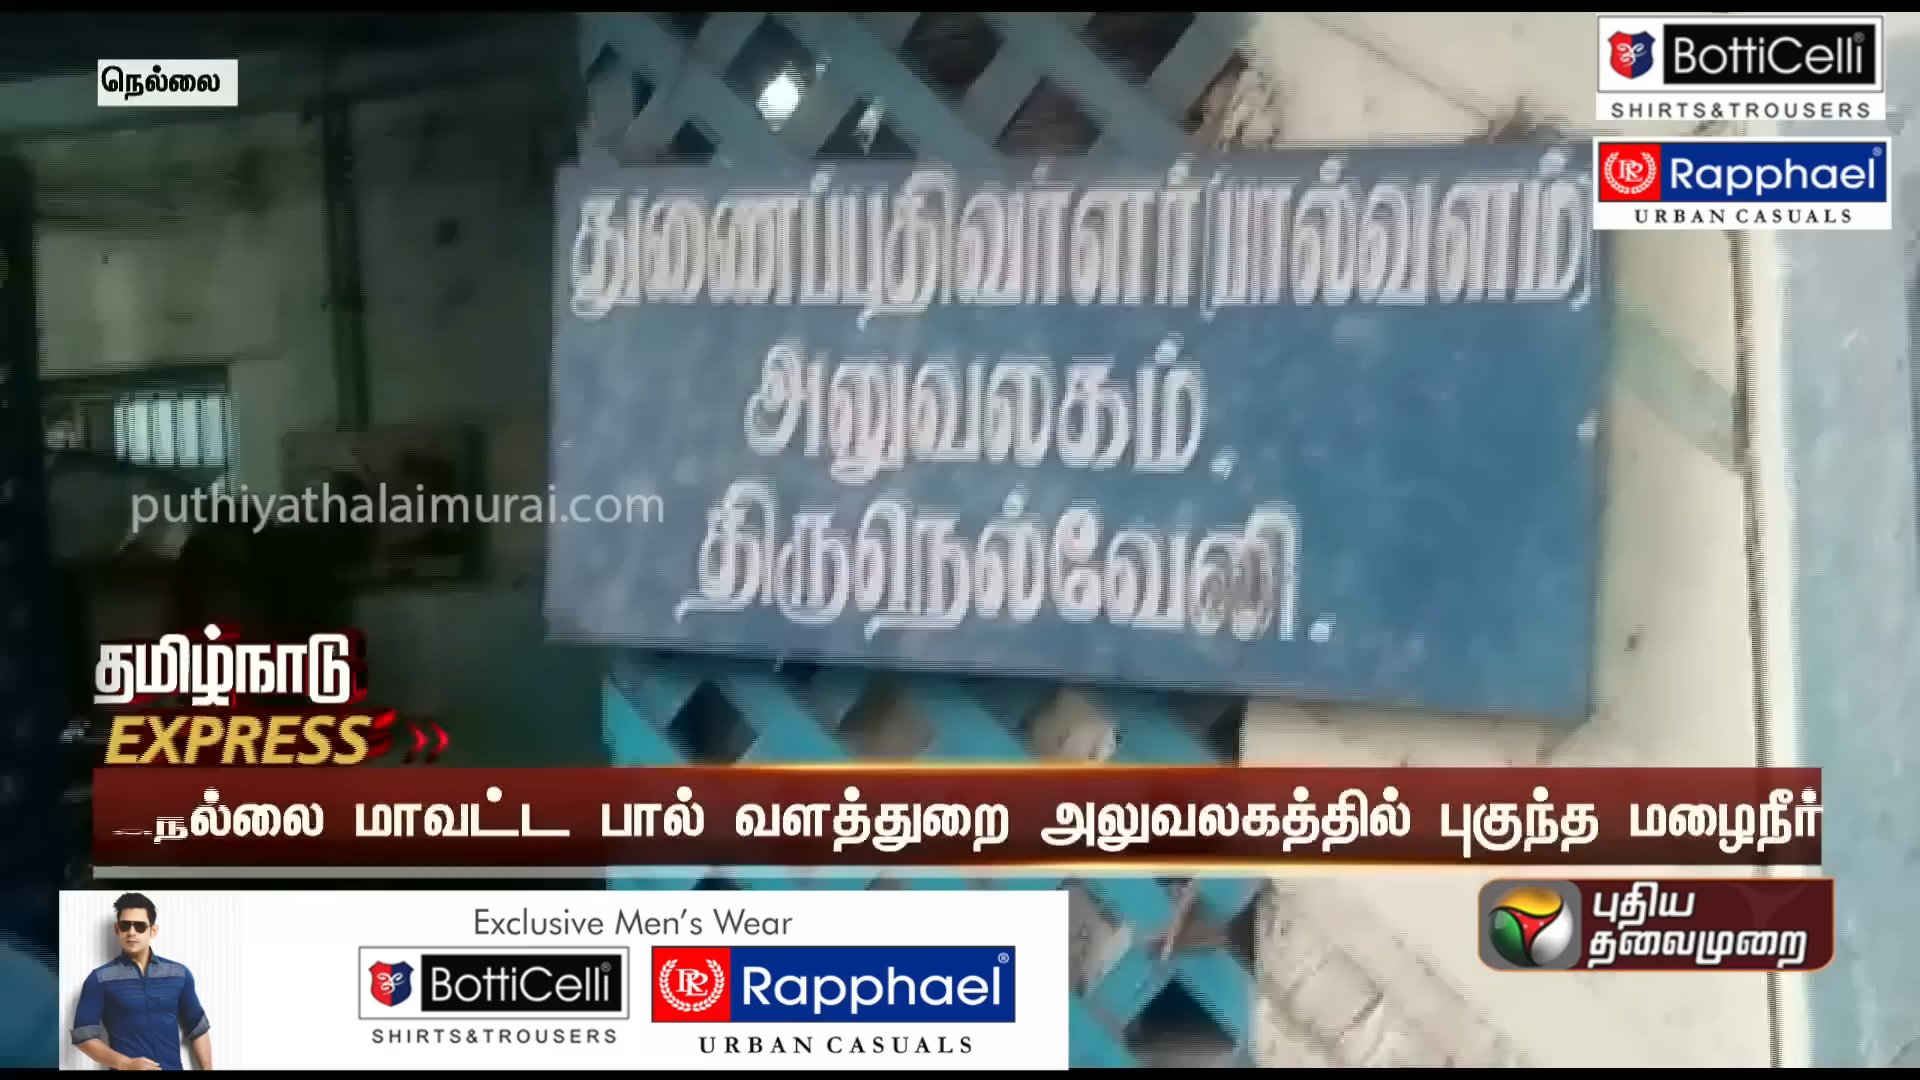 நெல்லை
BottiCelli®
SHIRTS&TROUSERS
Rapphael®
URBAN CASUALS
துணைப்பதிவாளர்(பால்வளம்)
அலுவலகம்.
திருநெல்வேலி.
puthiyathalaimurai.com
தமிழ்நாடு
EXPRESS
நெல்லை மாவட்ட பால் வளத்துறை அலுவலகத்தில் புகுந்த மழைநீர்
Exclusive Men's Wear
BottiCelli®
SHIRTS&TROUSERS
Rapphael®
URBAN CASUALS
புதிய
தலைமுறை